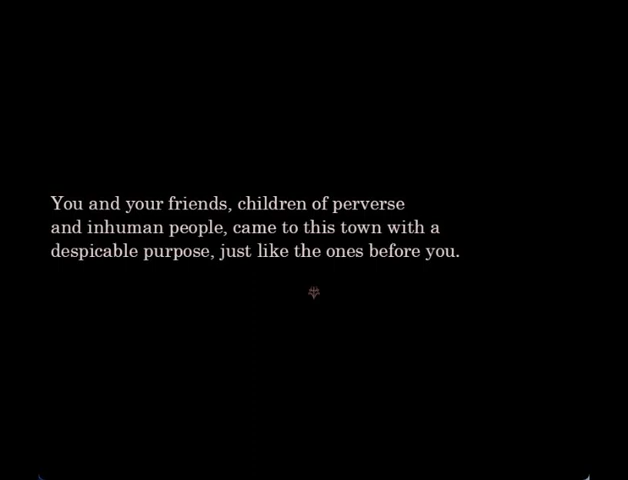 You and your friends, children of perverse
and inhuman people, came to this town with a
despicable purpose, just like the ones before you.